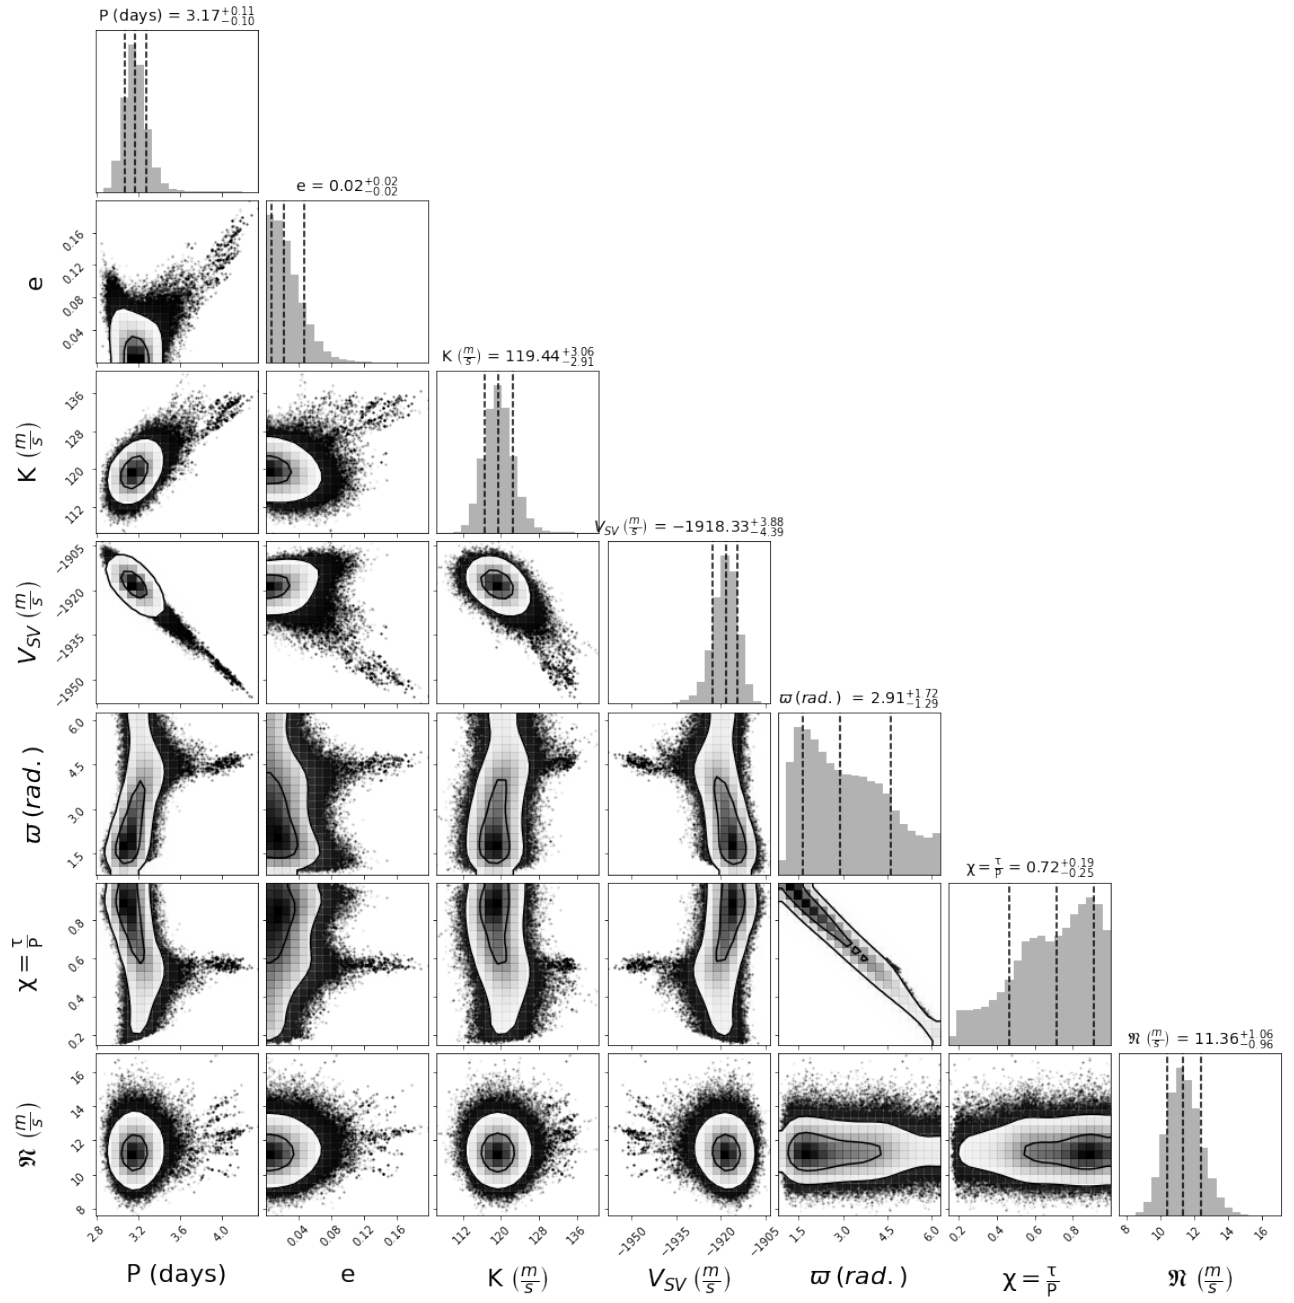 P (days) = 3.17^{+0.11}_{-0.10}
e = 0.02^{+0.02}_{-0.02}
0.16
0.12
0.08
0.04
e
K (m/s) = 119.44^{+3.06}_{-2.91}
136
128
120
112
K (m/s)
V_{SV} (m/s) = −1918.33^{+3.88}_{-4.39}
−1905
−1920
−1935
−1950
V_{SV} (m/s)
ϖ (rad.) = 2.91^{+1.72}_{-1.29}
6.0
4.5
3.0
1.5
ϖ (rad.)
χ = τ/P = 0.72^{+0.19}_{-0.25}
0.8
0.6
0.4
0.2
χ = τ/P
𝕹 (m/s) = 11.36^{+1.06}_{-0.96}
16
14
12
10
8
𝕹 (m/s)
2.8 3.2 3.6 4.0 0.04 0.08 0.12 0.16 112 120 128 136 −1950 −1935 −1920 −1905 1.5 3.0 4.5 6.0 0.2 0.4 0.6 0.8 8 10 12 14 16
P (days) e K (m/s) V_{SV} (m/s) ϖ (rad.) χ = τ/P 𝕹 (m/s)